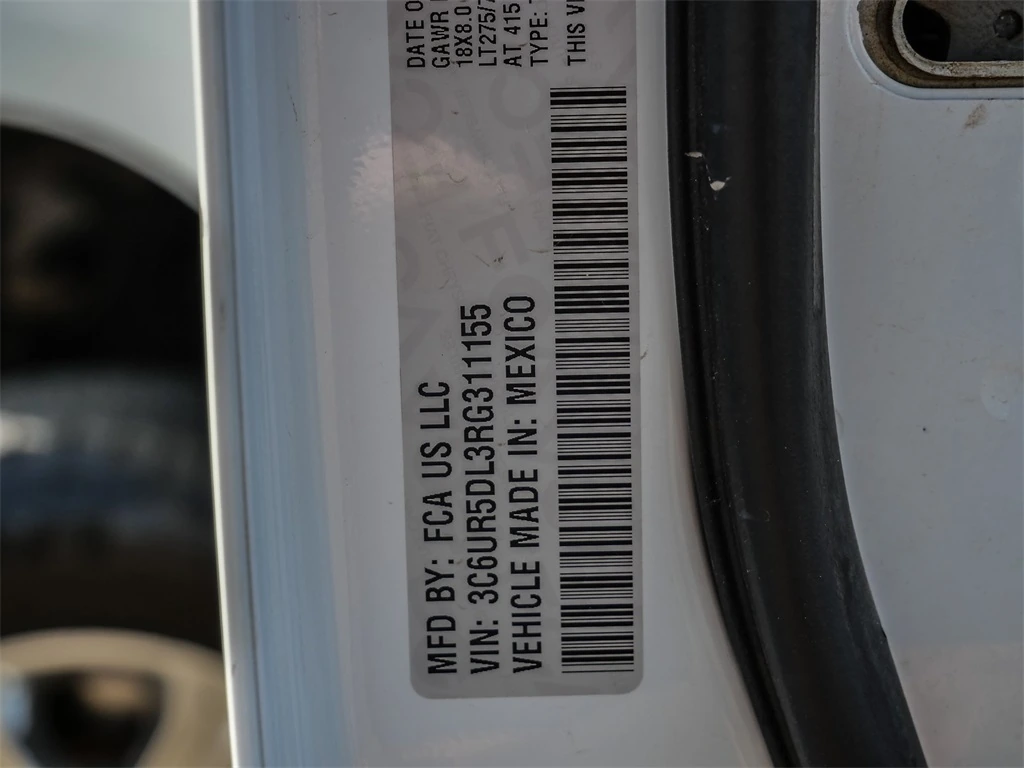 MFD BY: FCA US LLC
VIN: 3C6UR5DL3RG311155
VEHICLE MADE IN: MEXICO
DATE O
GAWR
18X8.0
LT275/
AT 415
TYPE:
THIS VE